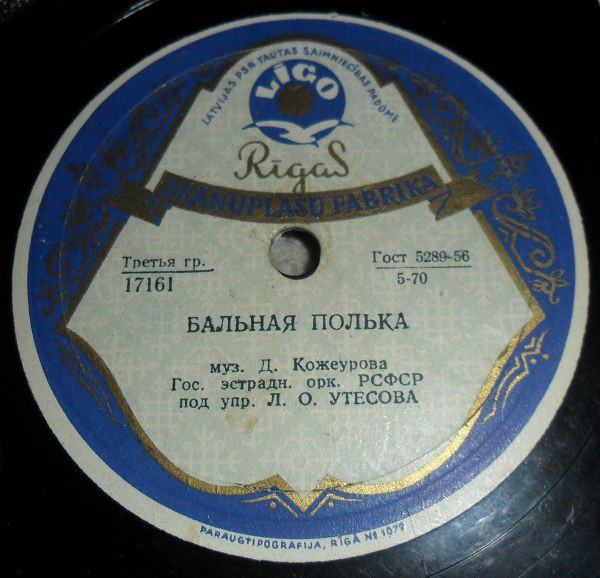 LATVIJAS PSR TAUTAS SAIMNIECĪBAS PADOME
LĪGO
Rīgas
SKAŅUPLAŠU FABRIKA
Третья гр.
17161
Гост 5289-56
5-70
БАЛЬНАЯ ПОЛЬКА
муз. Д. Кожеурова
Гос. эстрадн. орк. РСФСР
под упр. Л. О. УТЕСОВА
PARAUGTIPOGRAFIJA, RĪGĀ № 1079